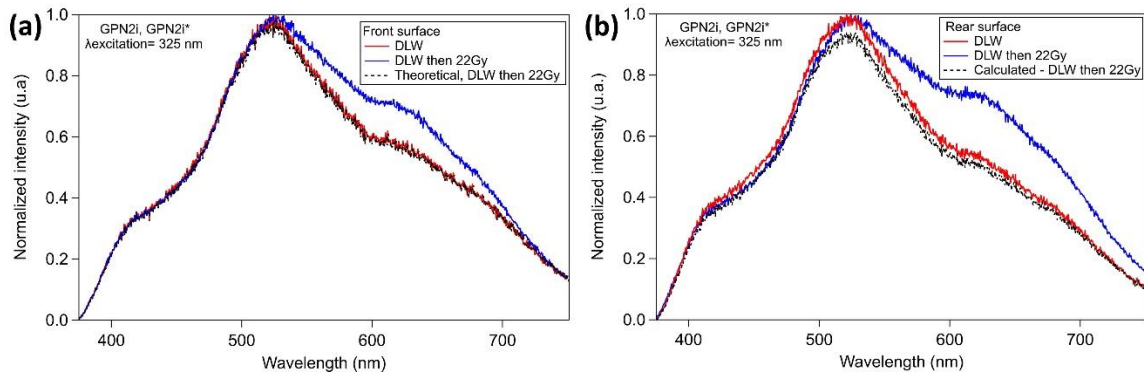 (a)
GPN2i, GPN2i*
λexcitation= 325 nm
Front surface
DLW
DLW then 22Gy
Theoretical, DLW then 22Gy
Normalized intensity (u.a)
1.0
0.8
0.6
0.4
0.2
0.0
400
500
600
700
Wavelength (nm)
(b)
GPN2i, GPN2i*
λexcitation= 325 nm
Rear surface
DLW
DLW then 22Gy
Calculated - DLW then 22Gy
Normalized intensity (u.a.)
1.0
0.8
0.6
0.4
0.2
0.0
400
500
600
700
Wavelength (nm)